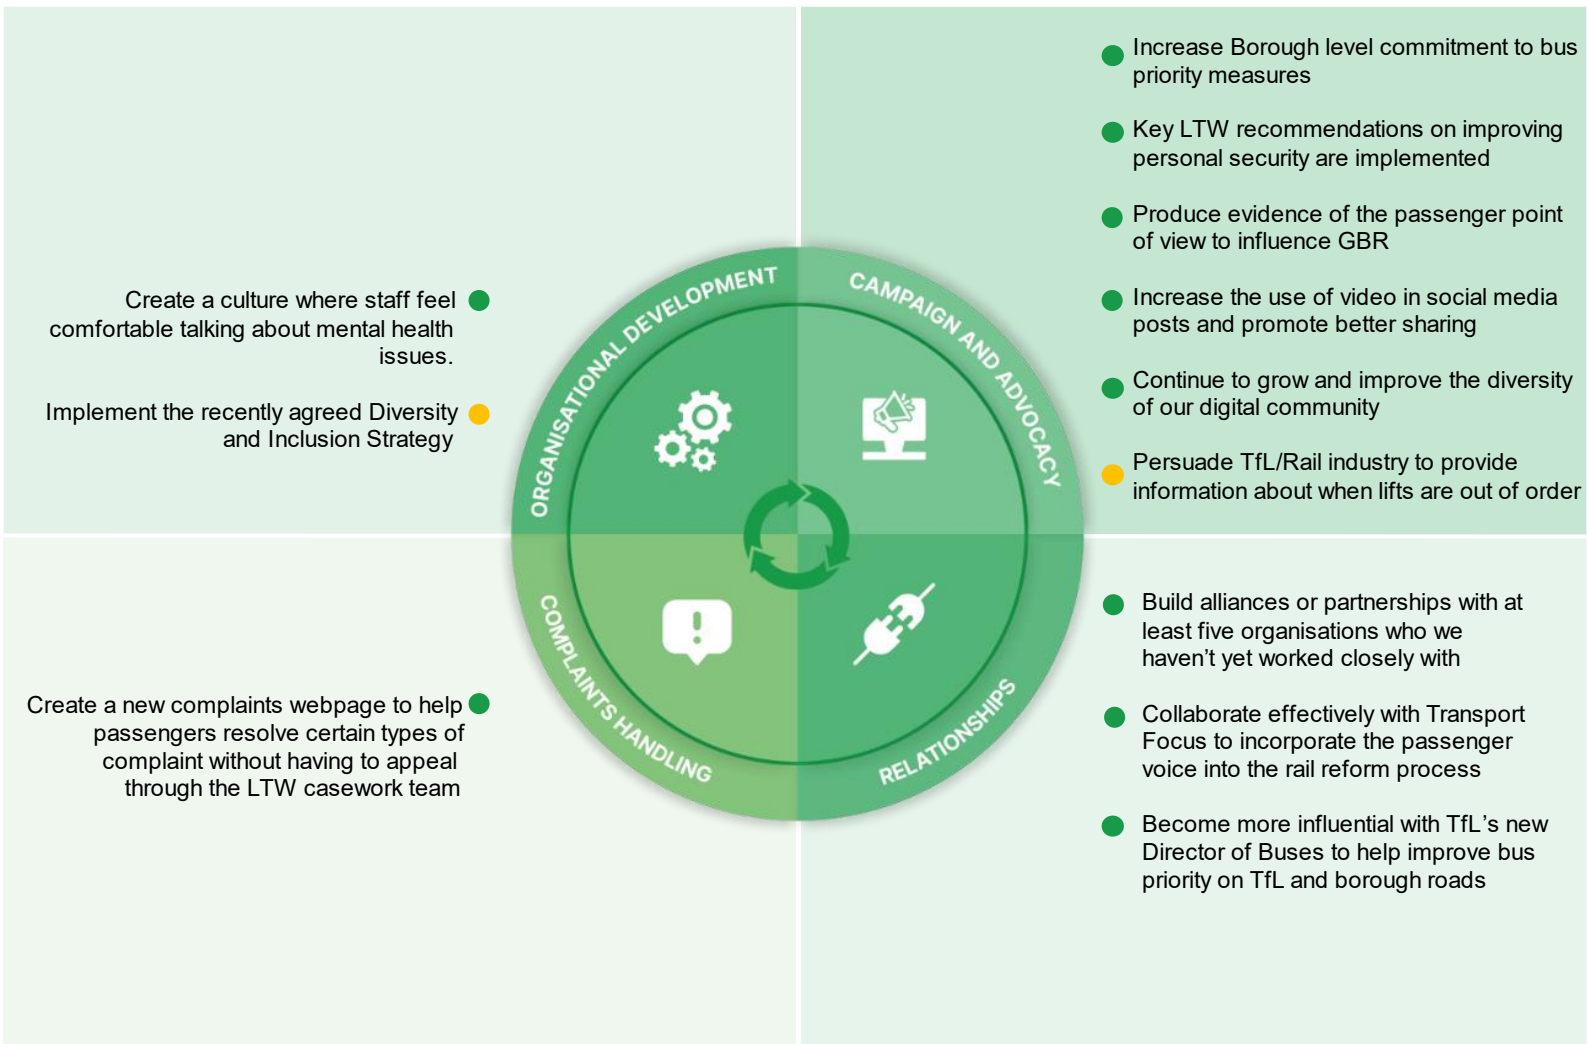 Create a culture where staff feel
comfortable talking about mental health
issues.
Implement the recently agreed Diversity
and Inclusion Strategy
ORGANISATIONAL DEVELOPMENT
CAMPAIGN AND ADVOCACY
Increase Borough level commitment to bus
priority measures
Key LTW recommendations on improving
personal security are implemented
Produce evidence of the passenger point
of view to influence GBR
Increase the use of video in social media
posts and promote better sharing
Continue to grow and improve the diversity
of our digital community
Persuade TfL/Rail industry to provide
information about when lifts are out of order
Create a new complaints webpage to help
passengers resolve certain types of
complaint without having to appeal
through the LTW casework team
COMPLAINTS HANDLING
RELATIONSHIPS
Build alliances or partnerships with at
least five organisations who we
haven’t yet worked closely with
Collaborate effectively with Transport
Focus to incorporate the passenger
voice into the rail reform process
Become more influential with TfL’s new
Director of Buses to help improve bus
priority on TfL and borough roads